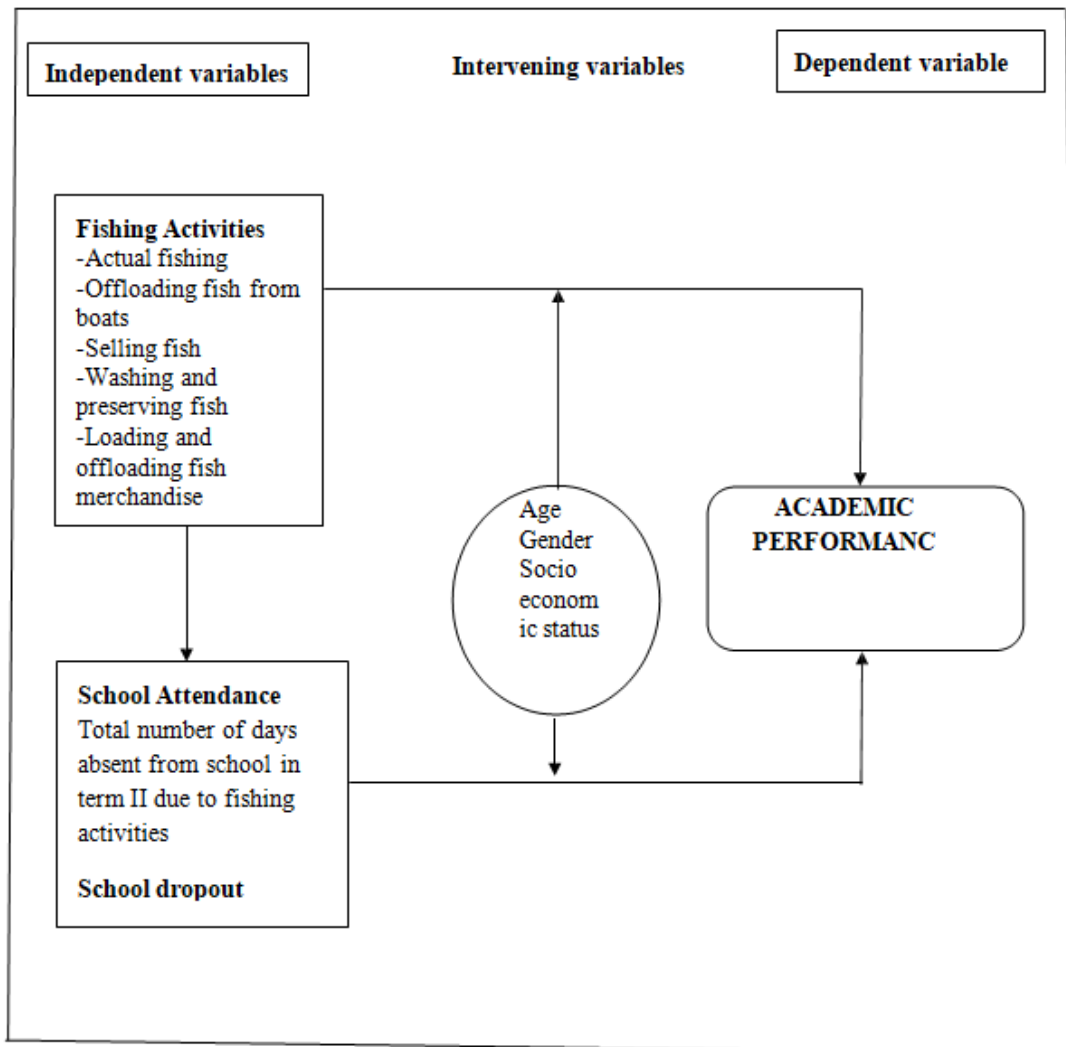 Independent variables
Intervening variables
Dependent variable
Fishing Activities
-Actual fishing
-Offloading fish from
boats
-Selling fish
-Washing and
preserving fish
-Loading and
offloading fish
merchandise
Age
Gender
Socio
econom
ic status
ACADEMIC
PERFORMANC
School Attendance
Total number of days
absent from school in
term II due to fishing
activities
School dropout